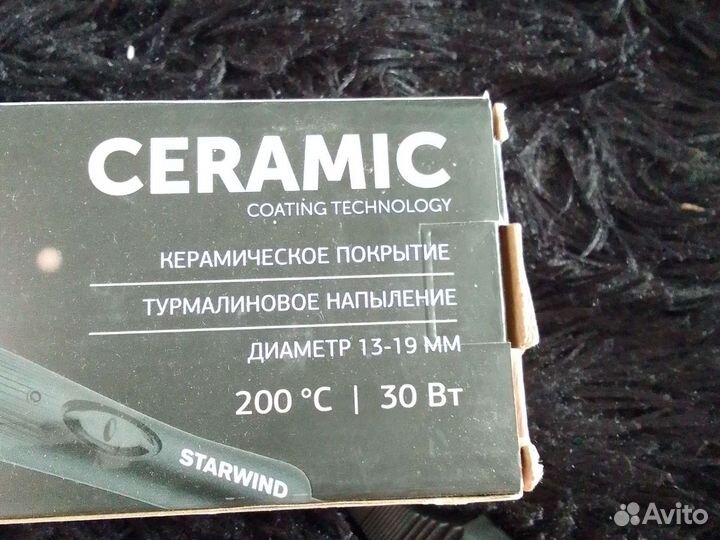 CERAMIC
COATING TECHNOLOGY
КЕРАМИЧЕСКОЕ ПОКРЫТИЕ
ТУРМАЛИНОВОЕ НАПЫЛЕНИЕ
ДИАМЕТР 13-19 ММ
200 °C | 30 Вт
STARWIND
Avito